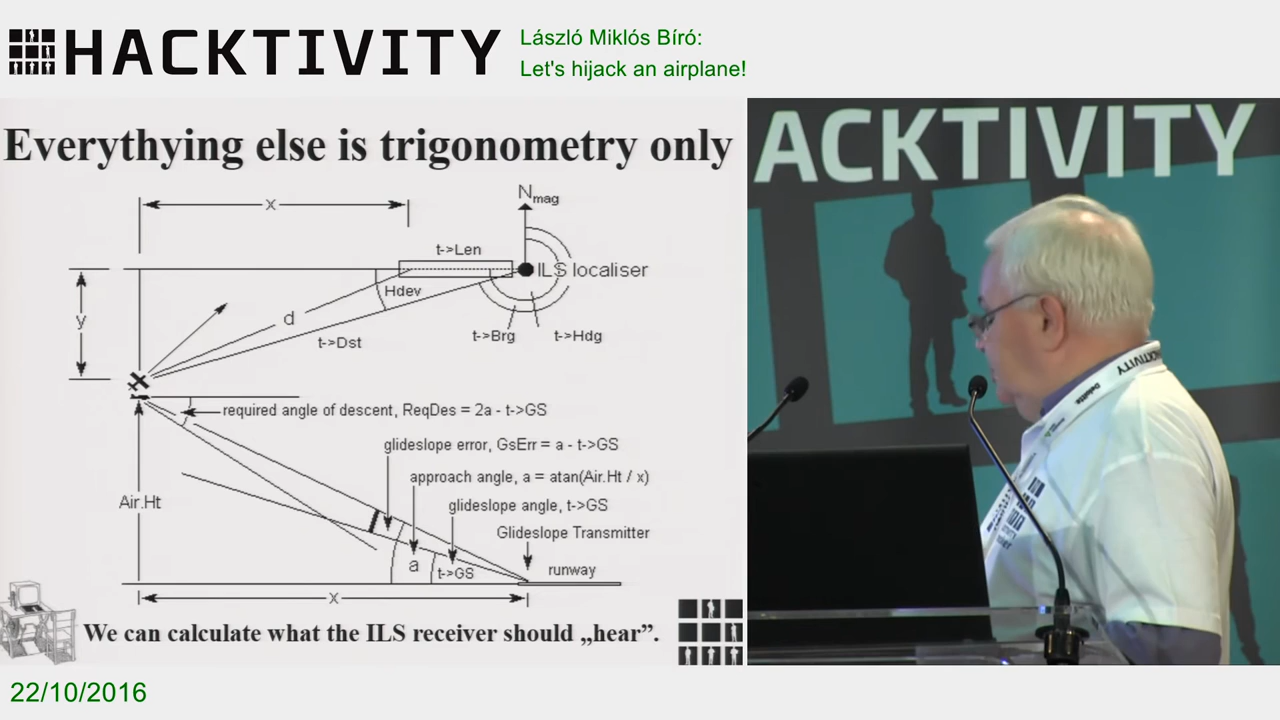 HACKTIVITY
László Miklós Bíró:
Let's hijack an airplane!
Everythying else is trigonometry only
x
Nmag
t->Len
ILS localiser
Hdev
y
d
t->Dst
t->Brg
t->Hdg
required angle of descent, ReqDes = 2a - t->GS
glideslope error, GsErr = a - t->GS
approach angle, a = atan(Air.Ht / x)
Air.Ht
glideslope angle, t->GS
Glideslope Transmitter
a
t->GS
runway
x
We can calculate what the ILS receiver should „hear”.
ACKTIVITY
HACKTIVITY
Deloitte.
22/10/2016